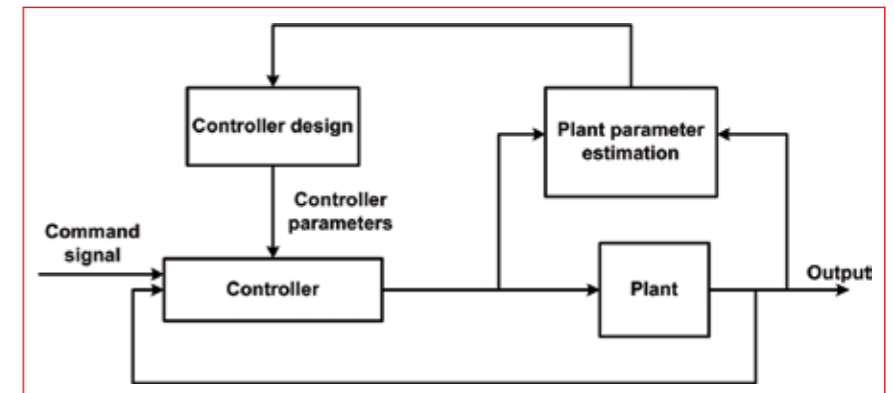 Controller design
Plant parameter
estimation
Controller
parameters
Command
signal
Controller
Plant
Output